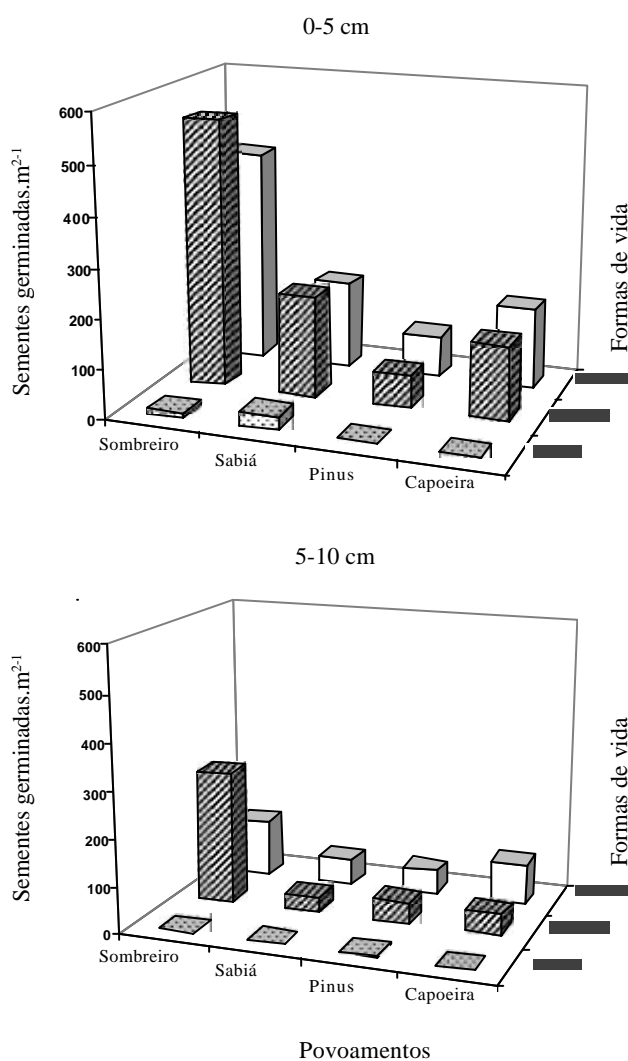 0-5 cm
Sementes germinadas.m²⁻¹
600
500
400
300
200
100
0
Sombreiro
Sabiá
Pinus
Capoeira
Formas de vida
5-10 cm
Sementes germinadas.m²⁻¹
600
500
400
300
200
100
0
Sombreiro
Sabiá
Pinus
Capoeira
Formas de vida
Povoamentos